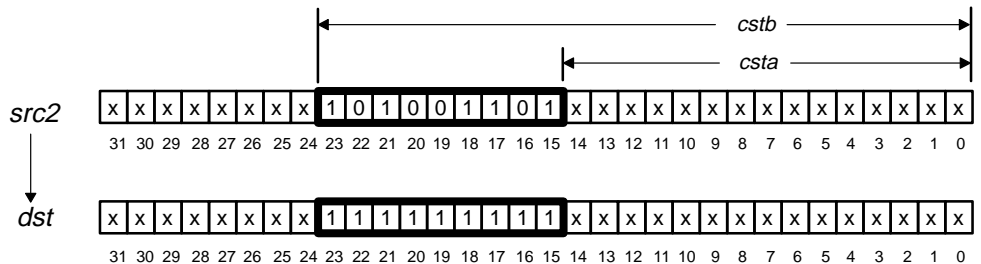 cstb
csta
src2 x x x x x x x x 1 0 1 0 0 1 1 0 1 x x x x x x x x x x x x x x x
31 30 29 28 27 26 25 24 23 22 21 20 19 18 17 16 15 14 13 12 11 10 9 8 7 6 5 4 3 2 1 0
dst x x x x x x x x 1 1 1 1 1 1 1 1 1 x x x x x x x x x x x x x x x
31 30 29 28 27 26 25 24 23 22 21 20 19 18 17 16 15 14 13 12 11 10 9 8 7 6 5 4 3 2 1 0